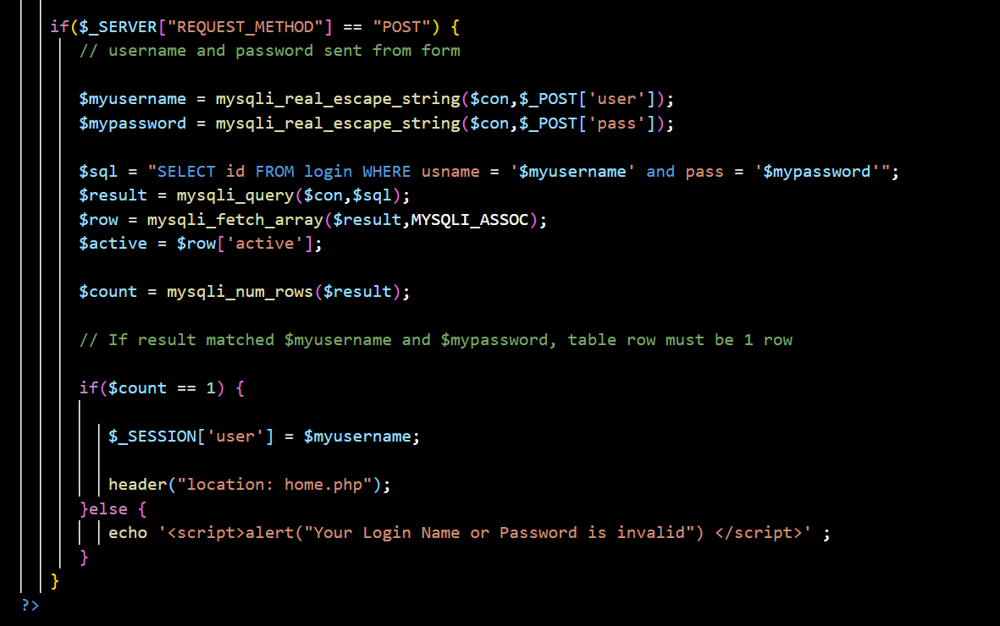 if($_SERVER["REQUEST_METHOD"] == "POST") {
// username and password sent from form
$myusername = mysqli_real_escape_string($con,$_POST['user']);
$mypassword = mysqli_real_escape_string($con,$_POST['pass']);
$sql = "SELECT id FROM login WHERE usname = '$myusername' and pass = '$mypassword'";
$result = mysqli_query($con,$sql);
$row = mysqli_fetch_array($result,MYSQLI_ASSOC);
$active = $row['active'];
$count = mysqli_num_rows($result);
// If result matched $myusername and $mypassword, table row must be 1 row
if($count == 1) {
$_SESSION['user'] = $myusername;
header("location: home.php");
}else {
echo '<script>alert("Your Login Name or Password is invalid") </script>' ;
}
}
?>